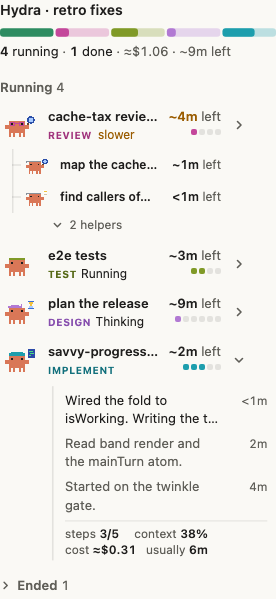 Hydra · retro fixes
4 running · 1 done · ≈$1.06 · ~9m left
Running 4
cache-tax revie... ~4m left
REVIEW slower
map the cache... ~1m left
find callers of... <1m left
2 helpers
e2e tests ~3m left
TEST Running
plan the release ~9m left
DESIGN Thinking
savvy-progress... ~2m left
IMPLEMENT
Wired the fold to <1m
isWorking. Writing the t...
Read band render and 2m
the mainTurn atom.
Started on the twinkle 4m
gate.
steps 3/5 context 38%
cost ≈$0.31 usually 6m
Ended 1